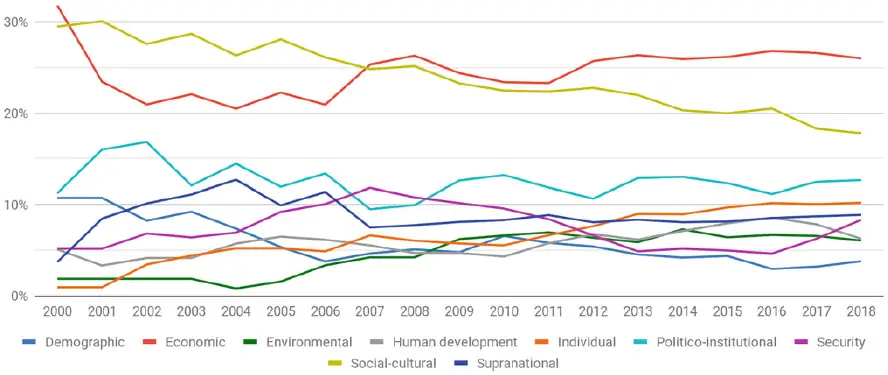 30%
20%
10%
0%
2000 2001 2002 2003 2004 2005 2006 2007 2008 2009 2010 2011 2012 2013 2014 2015 2016 2017 2018
Demographic Economic Environmental Human development Individual Politico-institutional Security
Social-cultural Supranational